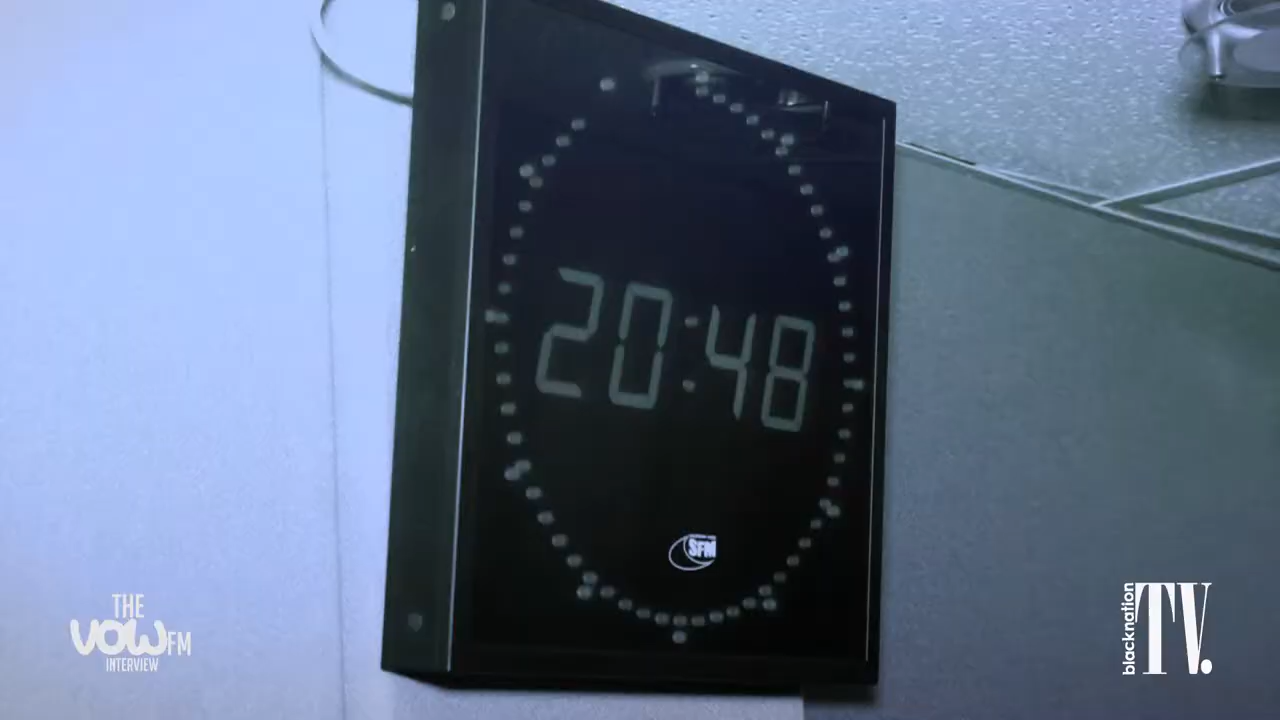 20:48
SFM
THE
VOW FM
INTERVIEW
blacknation
TV.